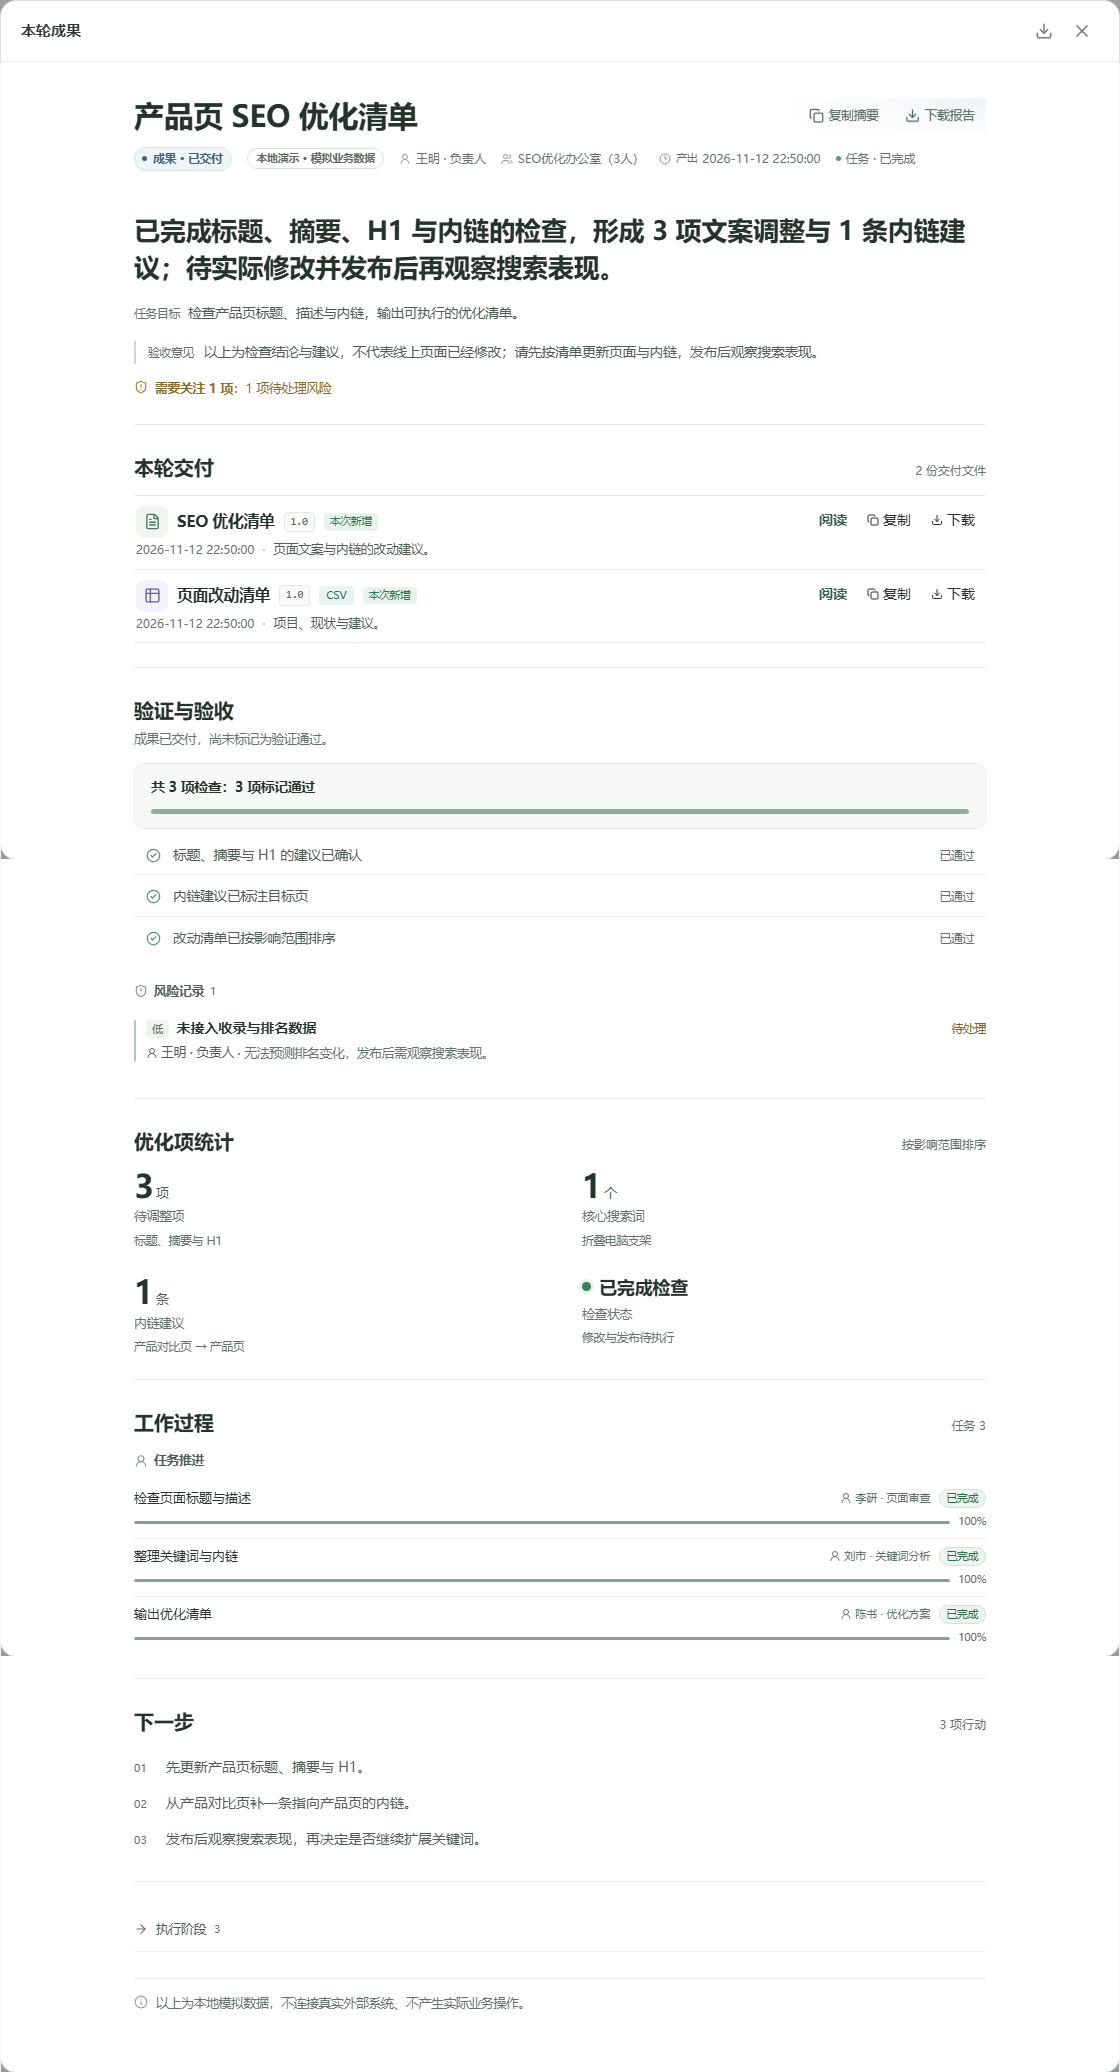 本轮成果
产品页 SEO 优化清单
复制摘要 下载报告
成果 • 已交付 本地演示 • 模拟业务数据 王明 · 负责人 SEO优化办公室（3人） 产出 2026-11-12 22:50:00 任务 · 已完成
已完成标题、摘要、H1 与内链的检查，形成 3 项文案调整与 1 条内链建
议；待实际修改并发布后再观察搜索表现。
任务目标 检查产品页标题、描述与内链，输出可执行的优化清单。
验收意见 以上为检查结论与建议，不代表线上页面已经修改；请先按清单更新页面与内链，发布后观察搜索表现。
需要关注 1 项：1 项待处理风险
本轮交付 2 份交付文件
SEO 优化清单 1.0 本次新增 阅读 复制 下载
2026-11-12 22:50:00 · 页面文案与内链的改动建议。
页面改动清单 1.0 CSV 本次新增 阅读 复制 下载
2026-11-12 22:50:00 · 项目、现状与建议。
验证与验收
成果已交付，尚未标记为验证通过。
共 3 项检查：3 项标记通过
标题、摘要与 H1 的建议已确认 已通过
内链建议已标注目标页 已通过
改动清单已按影响范围排序 已通过
风险记录 1
低 未接入收录与排名数据 待处理
王明 · 负责人 · 无法预测排名变化，发布后需观察搜索表现。
优化项统计 按影响范围排序
3 项
待调整项
标题、摘要与 H1
1 个
核心搜索词
折叠电脑支架
1 条
内链建议
产品对比页 → 产品页
已完成检查
检查状态
修改与发布待执行
工作过程 任务 3
任务推进
检查页面标题与描述 李研 · 页面审查 已完成
100%
整理关键词与内链 刘市 · 关键词分析 已完成
100%
输出优化清单 陈书 · 优化方案 已完成
100%
下一步 3 项行动
01 先更新产品页标题、摘要与 H1。
02 从产品对比页补一条指向产品页的内链。
03 发布后观察搜索表现，再决定是否继续扩展关键词。
执行阶段 3
以上为本地模拟数据，不连接真实外部系统、不产生实际业务操作。